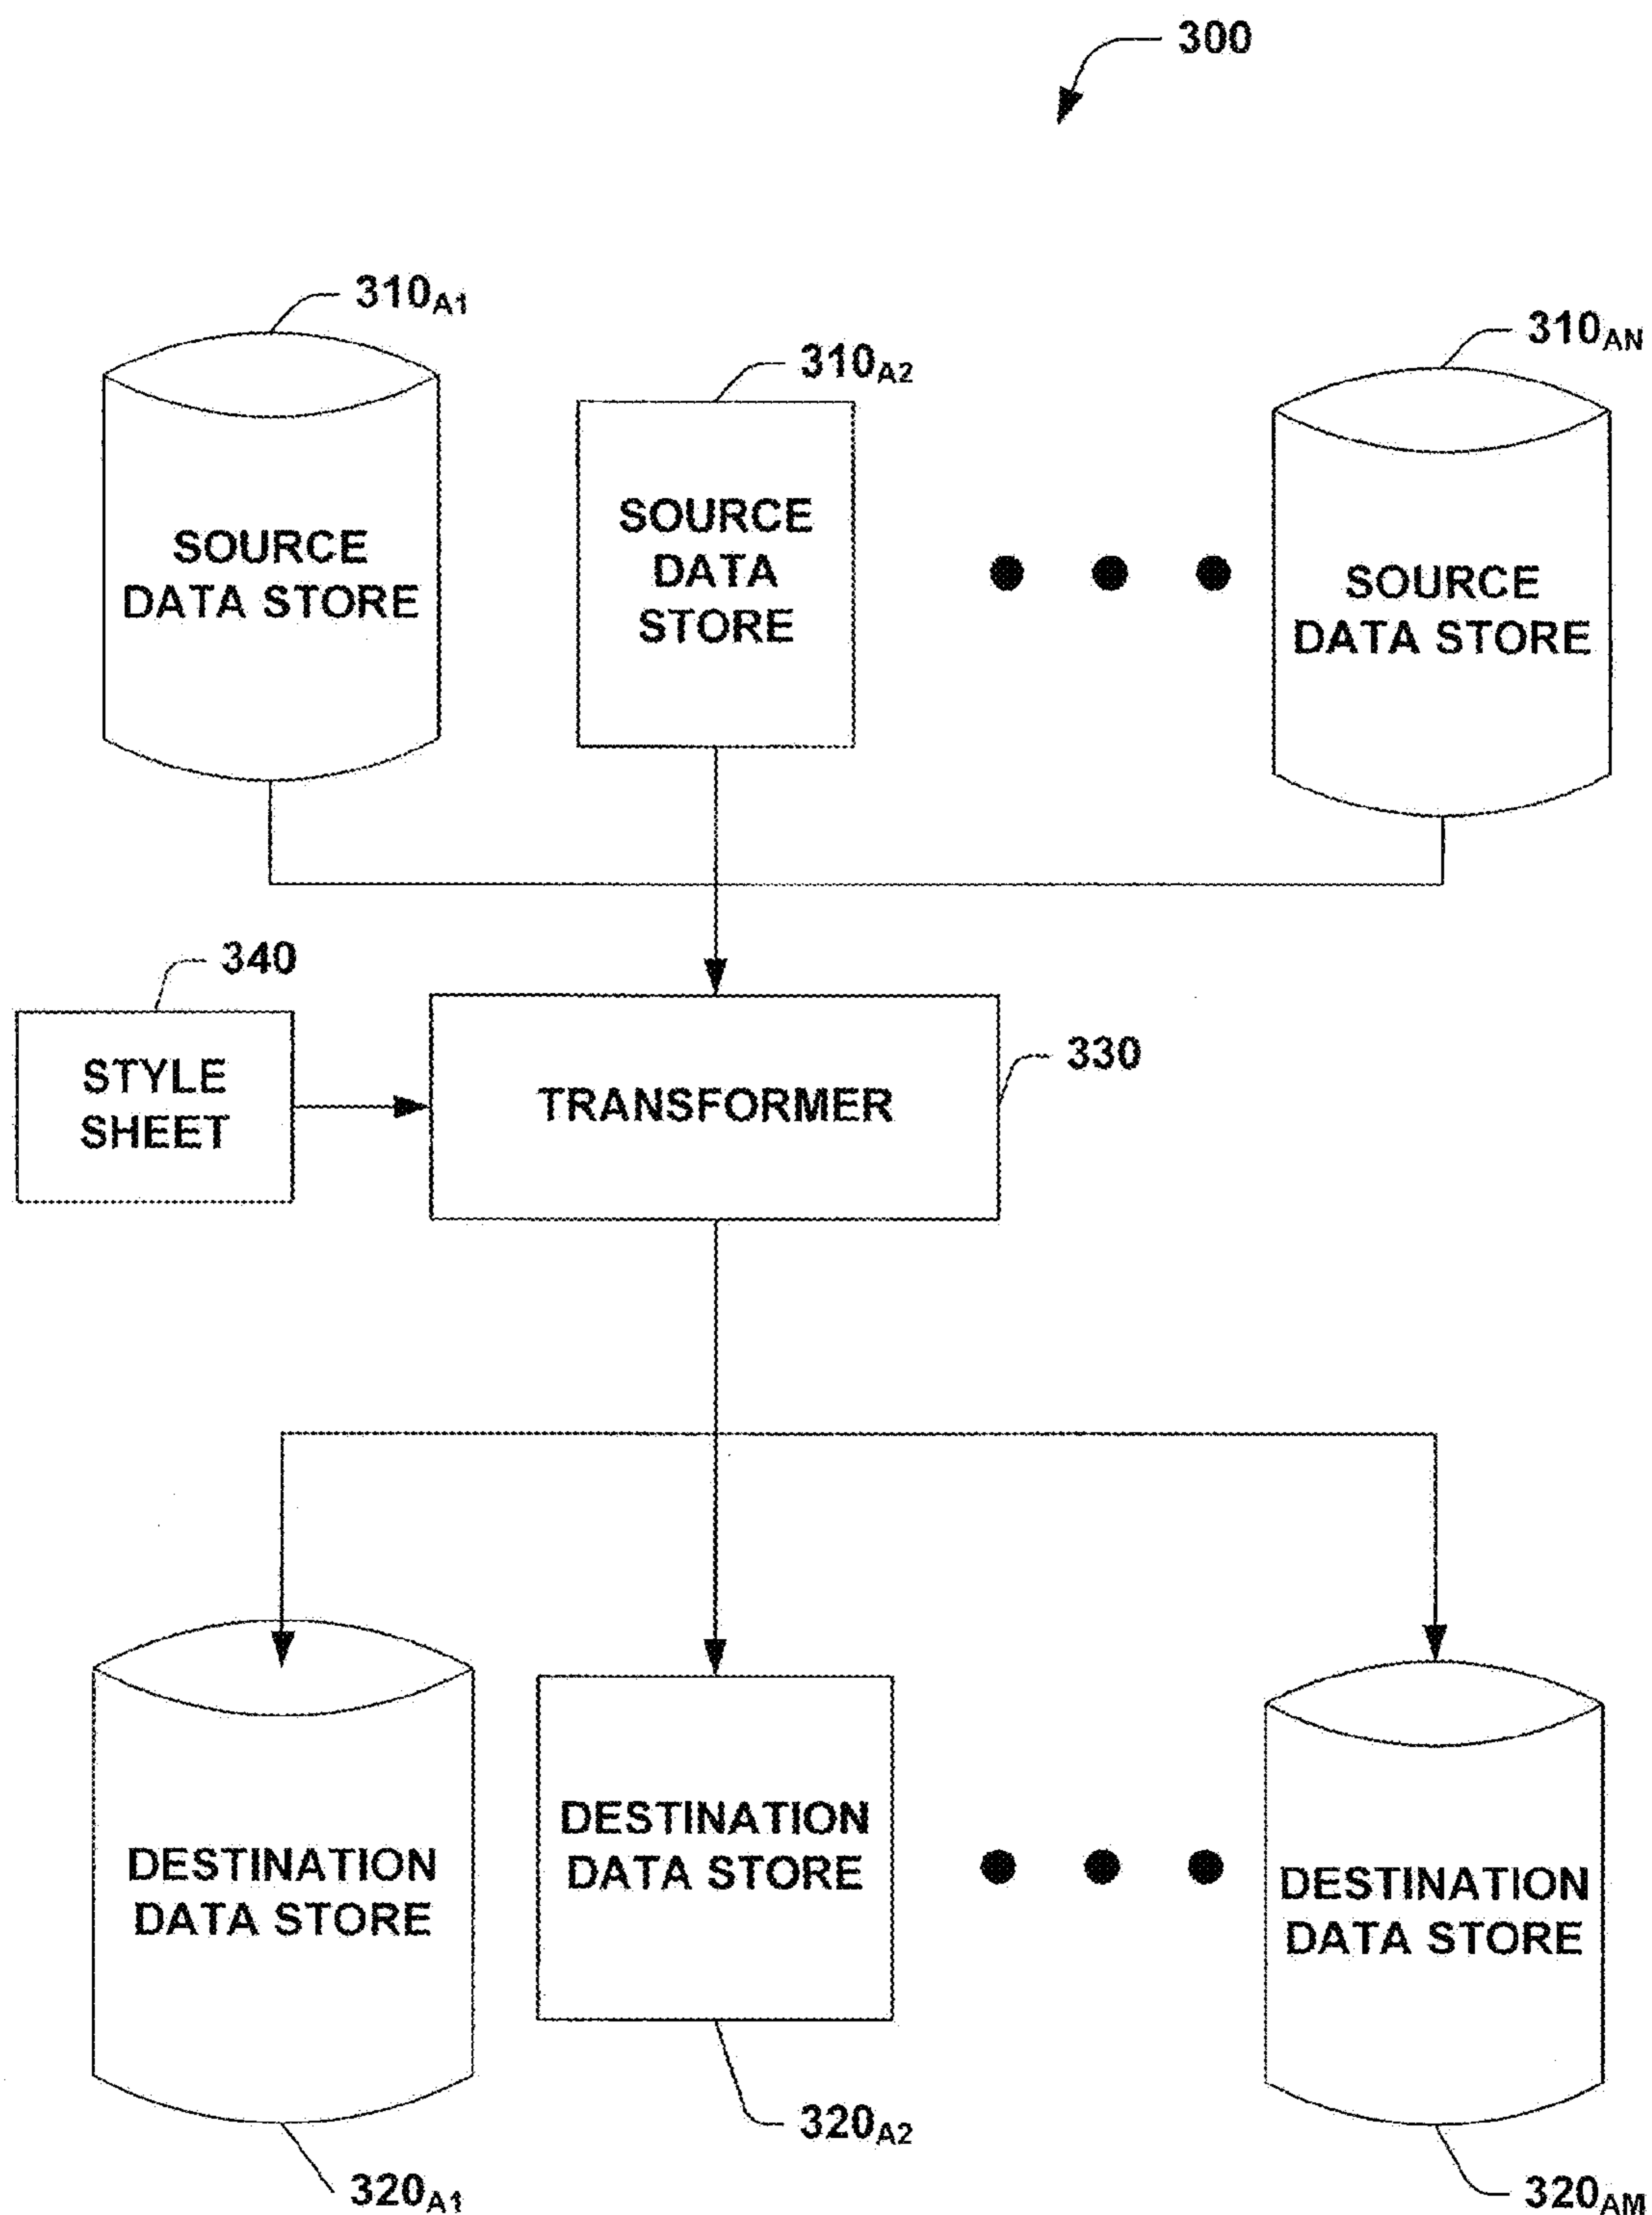 300
310A1
310A2
310AN
SOURCE
DATA STORE
SOURCE
DATA
STORE
SOURCE
DATA STORE
340
STYLE
SHEET
TRANSFORMER
330
DESTINATION
DATA STORE
DESTINATION
DATA STORE
DESTINATION
DATA STORE
320A1
320A2
320AM